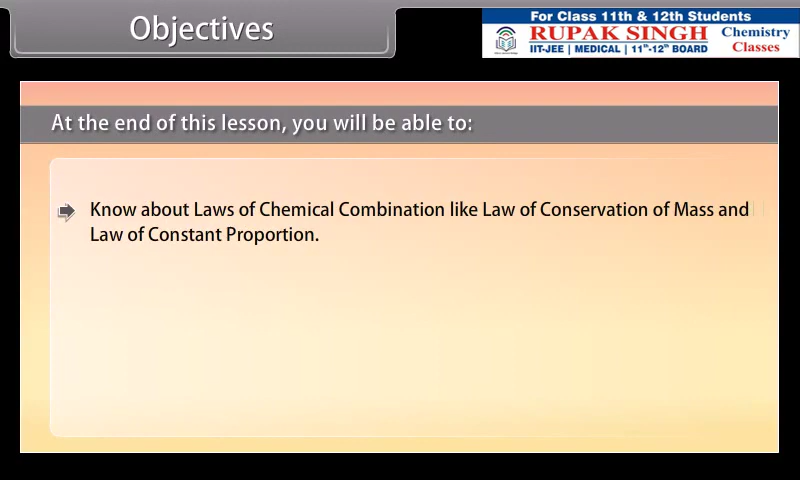 Objectives
For Class 11th & 12th Students
RUPAK SINGH
Chemistry
Classes
IIT-JEE | MEDICAL | 11th-12th BOARD
At the end of this lesson, you will be able to:
Know about Laws of Chemical Combination like Law of Conservation of Mass and
Law of Constant Proportion.